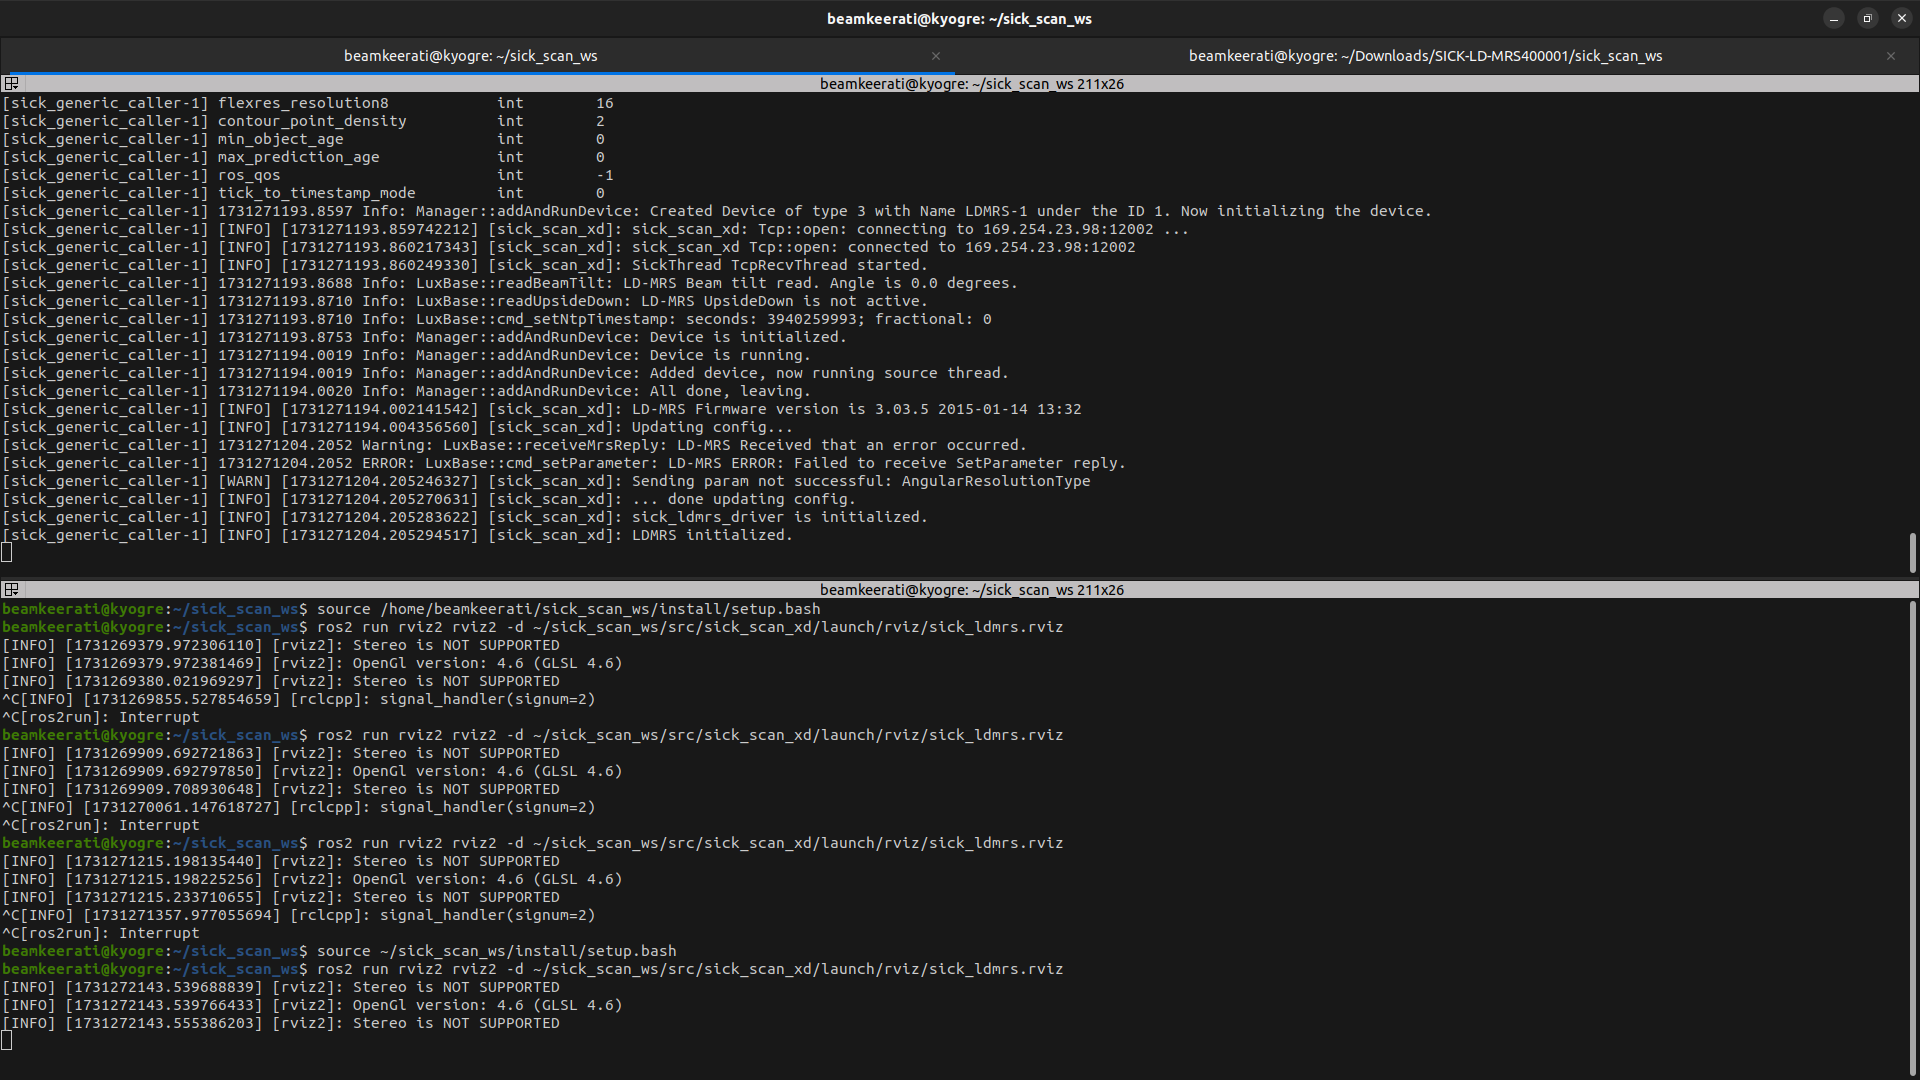 beamkeerati@kyogre: ~/sick_scan_ws
beamkeerati@kyogre: ~/sick_scan_ws
beamkeerati@kyogre: ~/Downloads/SICK-LD-MRS400001/sick_scan_ws
beamkeerati@kyogre: ~/sick_scan_ws 211x26
[sick_generic_caller-1] flexres_resolution8            int        16
[sick_generic_caller-1] contour_point_density          int        2
[sick_generic_caller-1] min_object_age                 int        0
[sick_generic_caller-1] max_prediction_age             int        0
[sick_generic_caller-1] ros_qos                        int        -1
[sick_generic_caller-1] tick_to_timestamp_mode         int        0
[sick_generic_caller-1] 1731271193.8597 Info: Manager::addAndRunDevice: Created Device of type 3 with Name LDMRS-1 under the ID 1. Now initializing the device.
[sick_generic_caller-1] [INFO] [1731271193.859742212] [sick_scan_xd]: sick_scan_xd: Tcp::open: connecting to 169.254.23.98:12002 ...
[sick_generic_caller-1] [INFO] [1731271193.860217343] [sick_scan_xd]: sick_scan_xd Tcp::open: connected to 169.254.23.98:12002
[sick_generic_caller-1] [INFO] [1731271193.860249330] [sick_scan_xd]: SickThread TcpRecvThread started.
[sick_generic_caller-1] 1731271193.8688 Info: LuxBase::readBeamTilt: LD-MRS Beam tilt read. Angle is 0.0 degrees.
[sick_generic_caller-1] 1731271193.8710 Info: LuxBase::readUpsideDown: LD-MRS UpsideDown is not active.
[sick_generic_caller-1] 1731271193.8710 Info: LuxBase::cmd_setNtpTimestamp: seconds: 3940259993; fractional: 0
[sick_generic_caller-1] 1731271193.8753 Info: Manager::addAndRunDevice: Device is initialized.
[sick_generic_caller-1] 1731271194.0019 Info: Manager::addAndRunDevice: Device is running.
[sick_generic_caller-1] 1731271194.0019 Info: Manager::addAndRunDevice: Added device, now running source thread.
[sick_generic_caller-1] 1731271194.0020 Info: Manager::addAndRunDevice: All done, leaving.
[sick_generic_caller-1] [INFO] [1731271194.002141542] [sick_scan_xd]: LD-MRS Firmware version is 3.03.5 2015-01-14 13:32
[sick_generic_caller-1] [INFO] [1731271194.004356560] [sick_scan_xd]: Updating config...
[sick_generic_caller-1] 1731271204.2052 Warning: LuxBase::receiveMrsReply: LD-MRS Received that an error occurred.
[sick_generic_caller-1] 1731271204.2052 ERROR: LuxBase::cmd_setParameter: LD-MRS ERROR: Failed to receive SetParameter reply.
[sick_generic_caller-1] [WARN] [1731271204.205246327] [sick_scan_xd]: Sending param not successful: AngularResolutionType
[sick_generic_caller-1] [INFO] [1731271204.205270631] [sick_scan_xd]: ... done updating config.
[sick_generic_caller-1] [INFO] [1731271204.205283622] [sick_scan_xd]: sick_ldmrs_driver is initialized.
[sick_generic_caller-1] [INFO] [1731271204.205294517] [sick_scan_xd]: LDMRS initialized.
beamkeerati@kyogre: ~/sick_scan_ws 211x26
beamkeerati@kyogre:~/sick_scan_ws$ source /home/beamkeerati/sick_scan_ws/install/setup.bash
beamkeerati@kyogre:~/sick_scan_ws$ ros2 run rviz2 rviz2 -d ~/sick_scan_ws/src/sick_scan_xd/launch/rviz/sick_ldmrs.rviz
[INFO] [1731269379.972306110] [rviz2]: Stereo is NOT SUPPORTED
[INFO] [1731269379.972381469] [rviz2]: OpenGl version: 4.6 (GLSL 4.6)
[INFO] [1731269380.021969297] [rviz2]: Stereo is NOT SUPPORTED
^C[INFO] [1731269855.527854659] [rclcpp]: signal_handler(signum=2)
^C[ros2run]: Interrupt
beamkeerati@kyogre:~/sick_scan_ws$ ros2 run rviz2 rviz2 -d ~/sick_scan_ws/src/sick_scan_xd/launch/rviz/sick_ldmrs.rviz
[INFO] [1731269909.692721863] [rviz2]: Stereo is NOT SUPPORTED
[INFO] [1731269909.692797850] [rviz2]: OpenGl version: 4.6 (GLSL 4.6)
[INFO] [1731269909.708930648] [rviz2]: Stereo is NOT SUPPORTED
^C[INFO] [1731270061.147618727] [rclcpp]: signal_handler(signum=2)
^C[ros2run]: Interrupt
beamkeerati@kyogre:~/sick_scan_ws$ ros2 run rviz2 rviz2 -d ~/sick_scan_ws/src/sick_scan_xd/launch/rviz/sick_ldmrs.rviz
[INFO] [1731271215.198135440] [rviz2]: Stereo is NOT SUPPORTED
[INFO] [1731271215.198225256] [rviz2]: OpenGl version: 4.6 (GLSL 4.6)
[INFO] [1731271215.233710655] [rviz2]: Stereo is NOT SUPPORTED
^C[INFO] [1731271357.977055694] [rclcpp]: signal_handler(signum=2)
^C[ros2run]: Interrupt
beamkeerati@kyogre:~/sick_scan_ws$ source ~/sick_scan_ws/install/setup.bash
beamkeerati@kyogre:~/sick_scan_ws$ ros2 run rviz2 rviz2 -d ~/sick_scan_ws/src/sick_scan_xd/launch/rviz/sick_ldmrs.rviz
[INFO] [1731272143.539688839] [rviz2]: Stereo is NOT SUPPORTED
[INFO] [1731272143.539766433] [rviz2]: OpenGl version: 4.6 (GLSL 4.6)
[INFO] [1731272143.555386203] [rviz2]: Stereo is NOT SUPPORTED